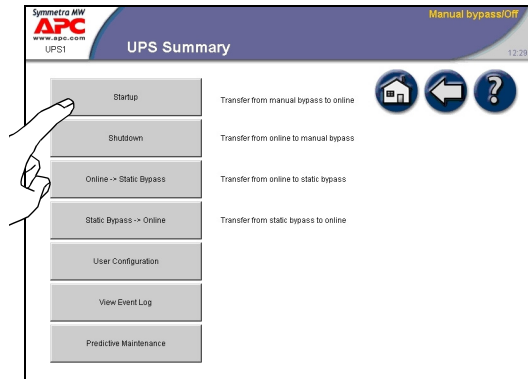 Symmetra MW
APC
www.apc.com
UPS1
UPS Summary
Manual bypass/Off
12:29
Startup
Transfer from manual bypass to online
Shutdown
Transfer from online to manual bypass
Online -> Static Bypass
Transfer from online to static bypass
Static Bypass -> Online
Transfer from static bypass to online
User Configuration
View Event Log
Predictive Maintenance
?